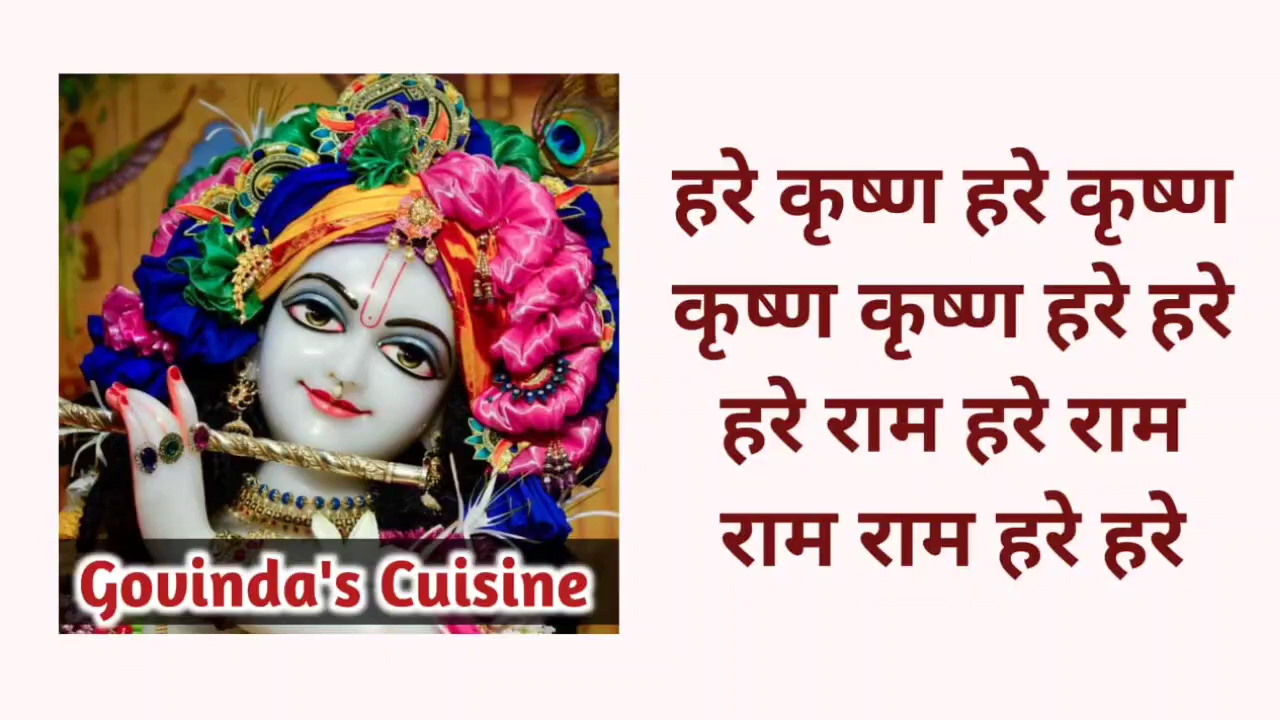 Govinda's Cuisine
हरे कृष्ण हरे कृष्ण
कृष्ण कृष्ण हरे हरे
हरे राम हरे राम
राम राम हरे हरे